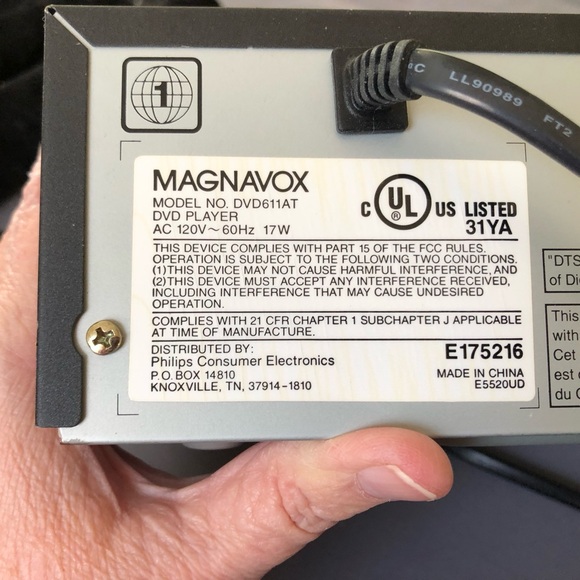 1
°C LL90989 FT2
MAGNAVOX
MODEL NO. DVD611AT
DVD PLAYER
AC 120V~60Hz 17W
C UL ® US LISTED
31YA
THIS DEVICE COMPLIES WITH PART 15 OF THE FCC RULES.
OPERATION IS SUBJECT TO THE FOLLOWING TWO CONDITIONS.
(1)THIS DEVICE MAY NOT CAUSE HARMFUL INTERFERENCE, AND
(2)THIS DEVICE MUST ACCEPT ANY INTERFERENCE RECEIVED,
INCLUDING INTERFERENCE THAT MAY CAUSE UNDESIRED
OPERATION.
COMPLIES WITH 21 CFR CHAPTER 1 SUBCHAPTER J APPLICABLE
AT TIME OF MANUFACTURE.
DISTRIBUTED BY:
Philips Consumer Electronics
P.O. BOX 14810
KNOXVILLE, TN, 37914-1810
E175216
MADE IN CHINA
E5520UD
"DTS
of Di
This
with
Cet
est
du